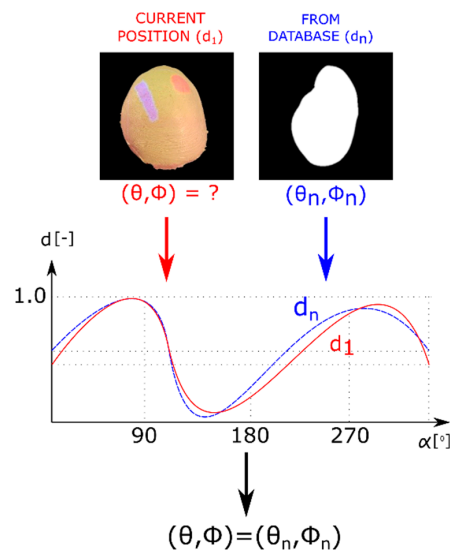 CURRENT
POSITION (d₁)
FROM
DATABASE (dₙ)
(θ,Φ) = ?
(θₙ,Φₙ)
d[-]
1.0
dₙ
d₁
90
180
270
α[°]
(θ,Φ)=(θₙ,Φₙ)